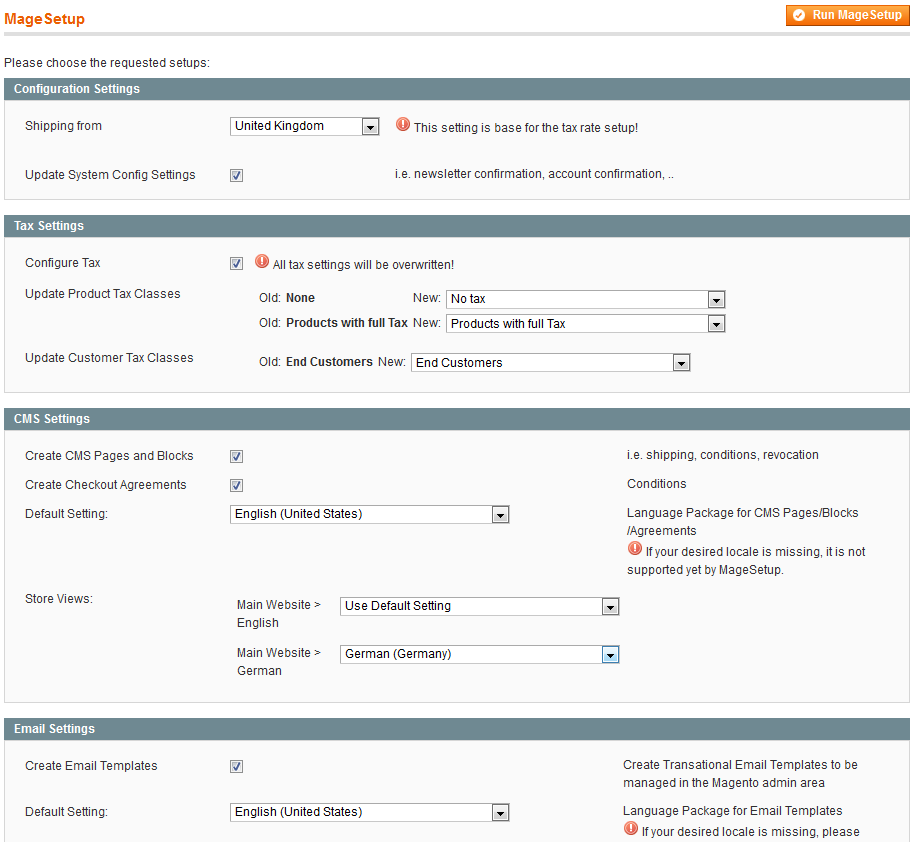 MageSetup
Run MageSetup
Please choose the requested setups:
Configuration Settings
Shipping from United Kingdom This setting is base for the tax rate setup!
Update System Config Settings i.e. newsletter confirmation, account confirmation, ..
Tax Settings
Configure Tax All tax settings will be overwritten!
Update Product Tax Classes Old: None New: No tax
Old: Products with full Tax New: Products with full Tax
Update Customer Tax Classes Old: End Customers New: End Customers
CMS Settings
Create CMS Pages and Blocks i.e. shipping, conditions, revocation
Create Checkout Agreements Conditions
Default Setting: English (United States) Language Package for CMS Pages/Blocks
/Agreements
If your desired locale is missing, it is not
supported yet by MageSetup.
Store Views: Main Website > Use Default Setting
English
Main Website > German (Germany)
German
Email Settings
Create Email Templates Create Transational Email Templates to be
managed in the Magento admin area
Default Setting: English (United States) Language Package for Email Templates
If your desired locale is missing, please